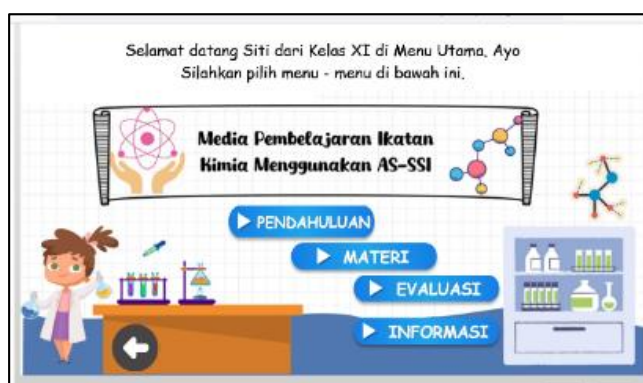 Selamat datang Siti dari Kelas XI di Menu Utama. Ayo
Silahkan pilih menu - menu di bawah ini.
Media Pembelajaran Ikatan
Kimia Menggunakan AS-SSI
PENDAHULUAN
MATERI
EVALUASI
INFORMASI